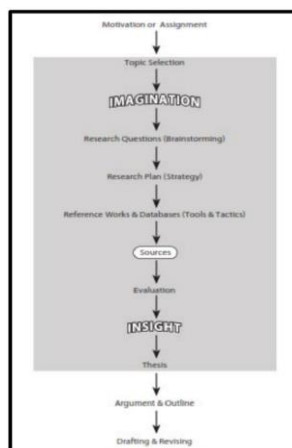 Motivation or Assignment
Topic Selection
IMAGINATION
Research Questions (Brainstorming)
Research Plan (Strategy)
Reference Works & Databases (Tools & Tactics)
Sources
Evaluation
INSIGHT
Thesis
Argument & Outline
Drafting & Revising